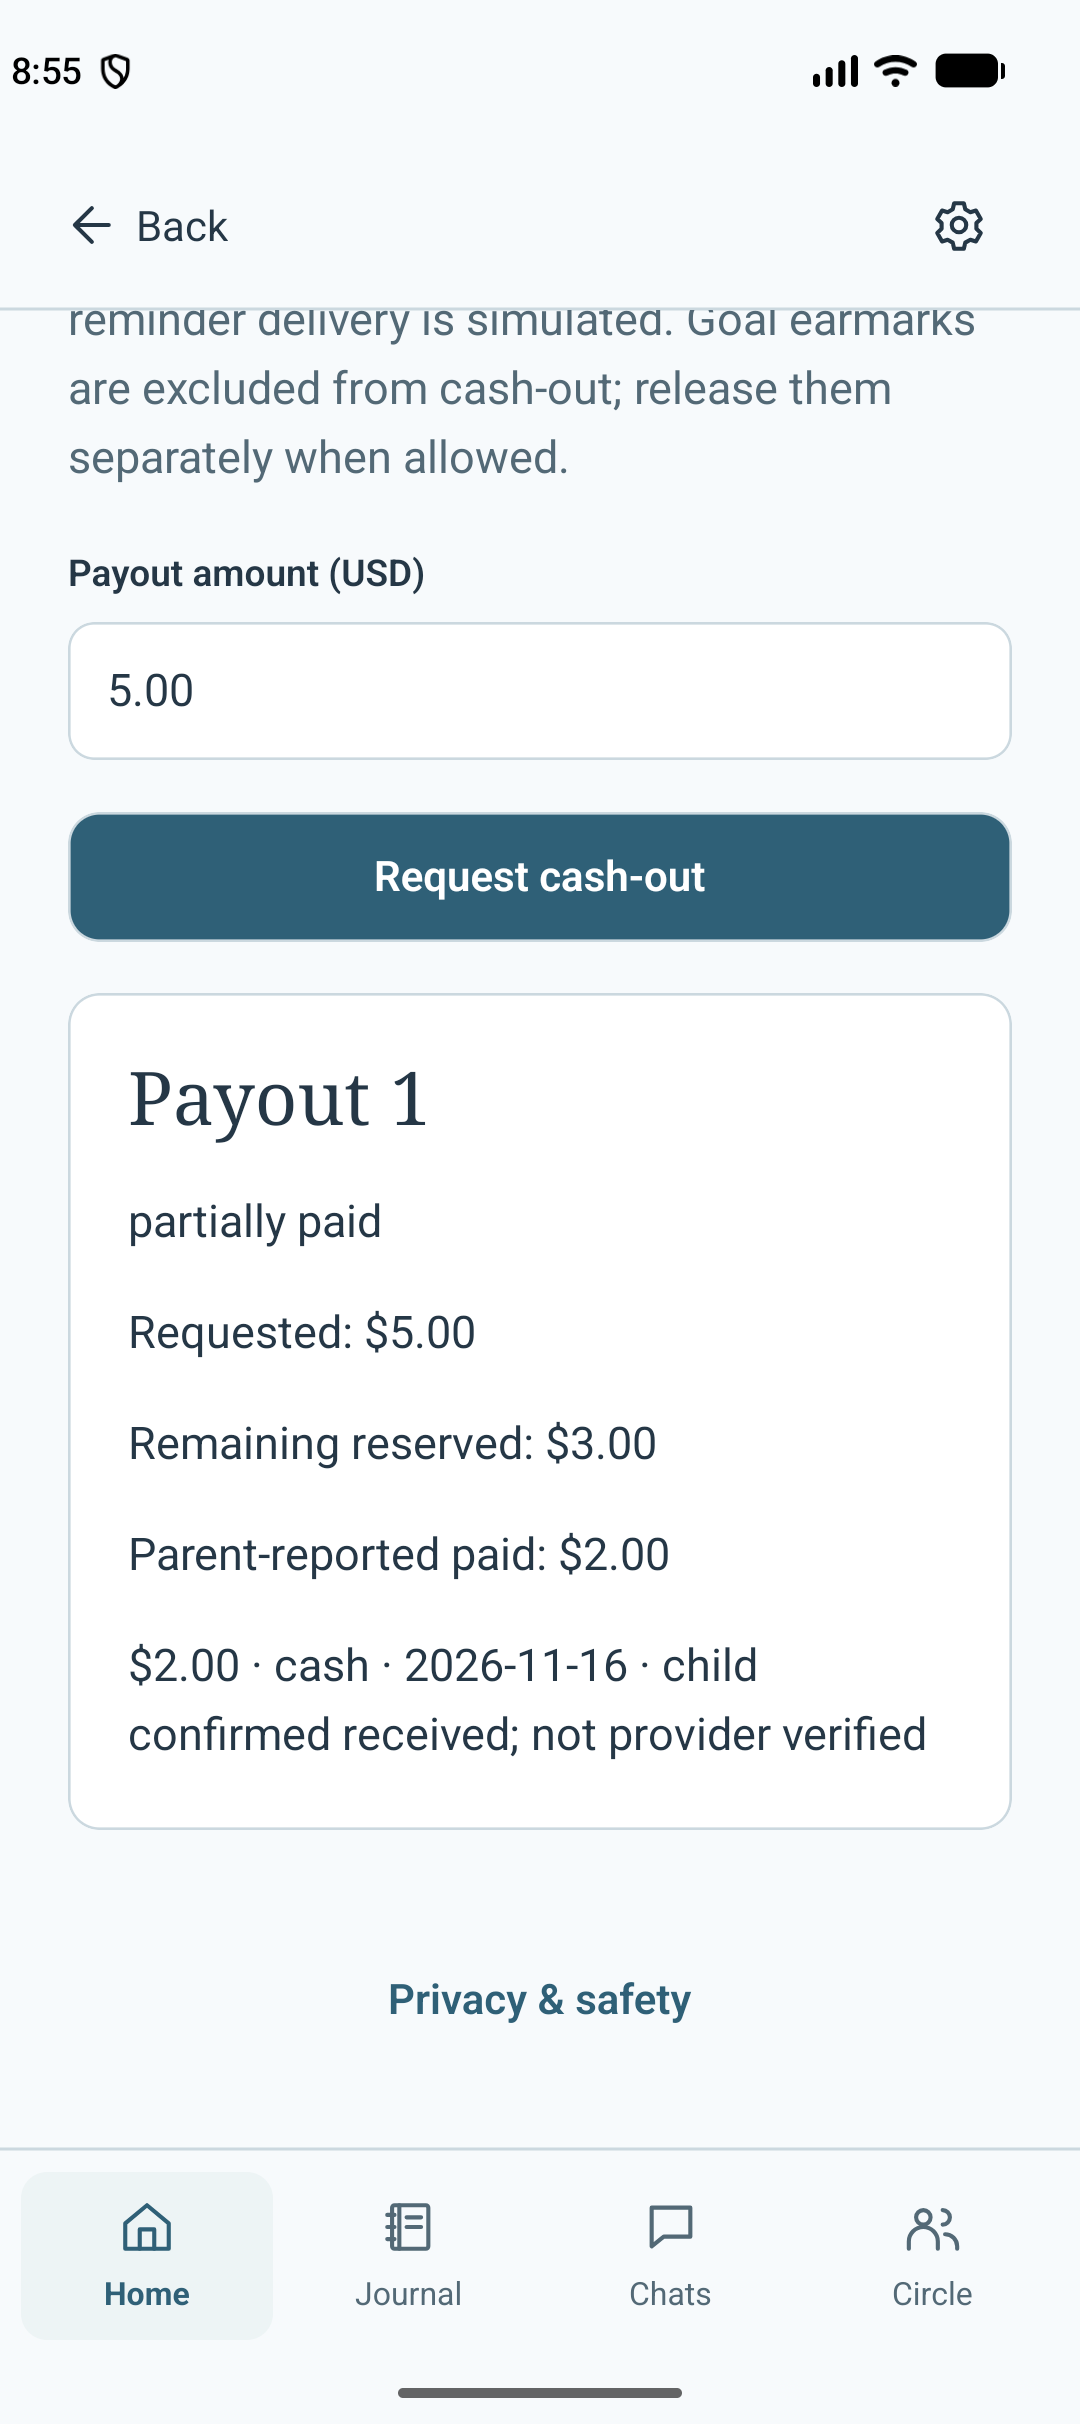 8:55
Back
reminder delivery is simulated. Goal earmarks
are excluded from cash-out; release them
separately when allowed.
Payout amount (USD)
5.00
Request cash-out
Payout 1
partially paid
Requested: $5.00
Remaining reserved: $3.00
Parent-reported paid: $2.00
$2.00 · cash · 2026-11-16 · child
confirmed received; not provider verified
Privacy & safety
Home
Journal
Chats
Circle